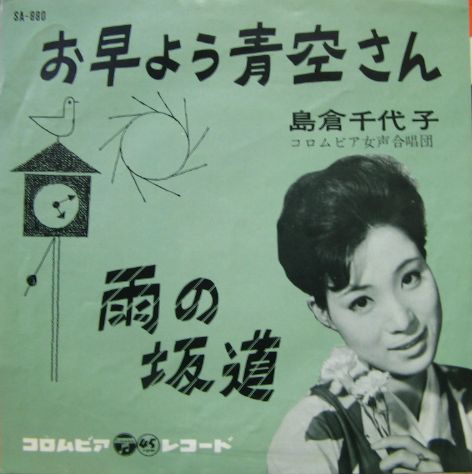 SA-880
お早よう青空さん
島倉千代子
コロムビア女声合唱団
雨の
坂道
コロムビア 45 レコード